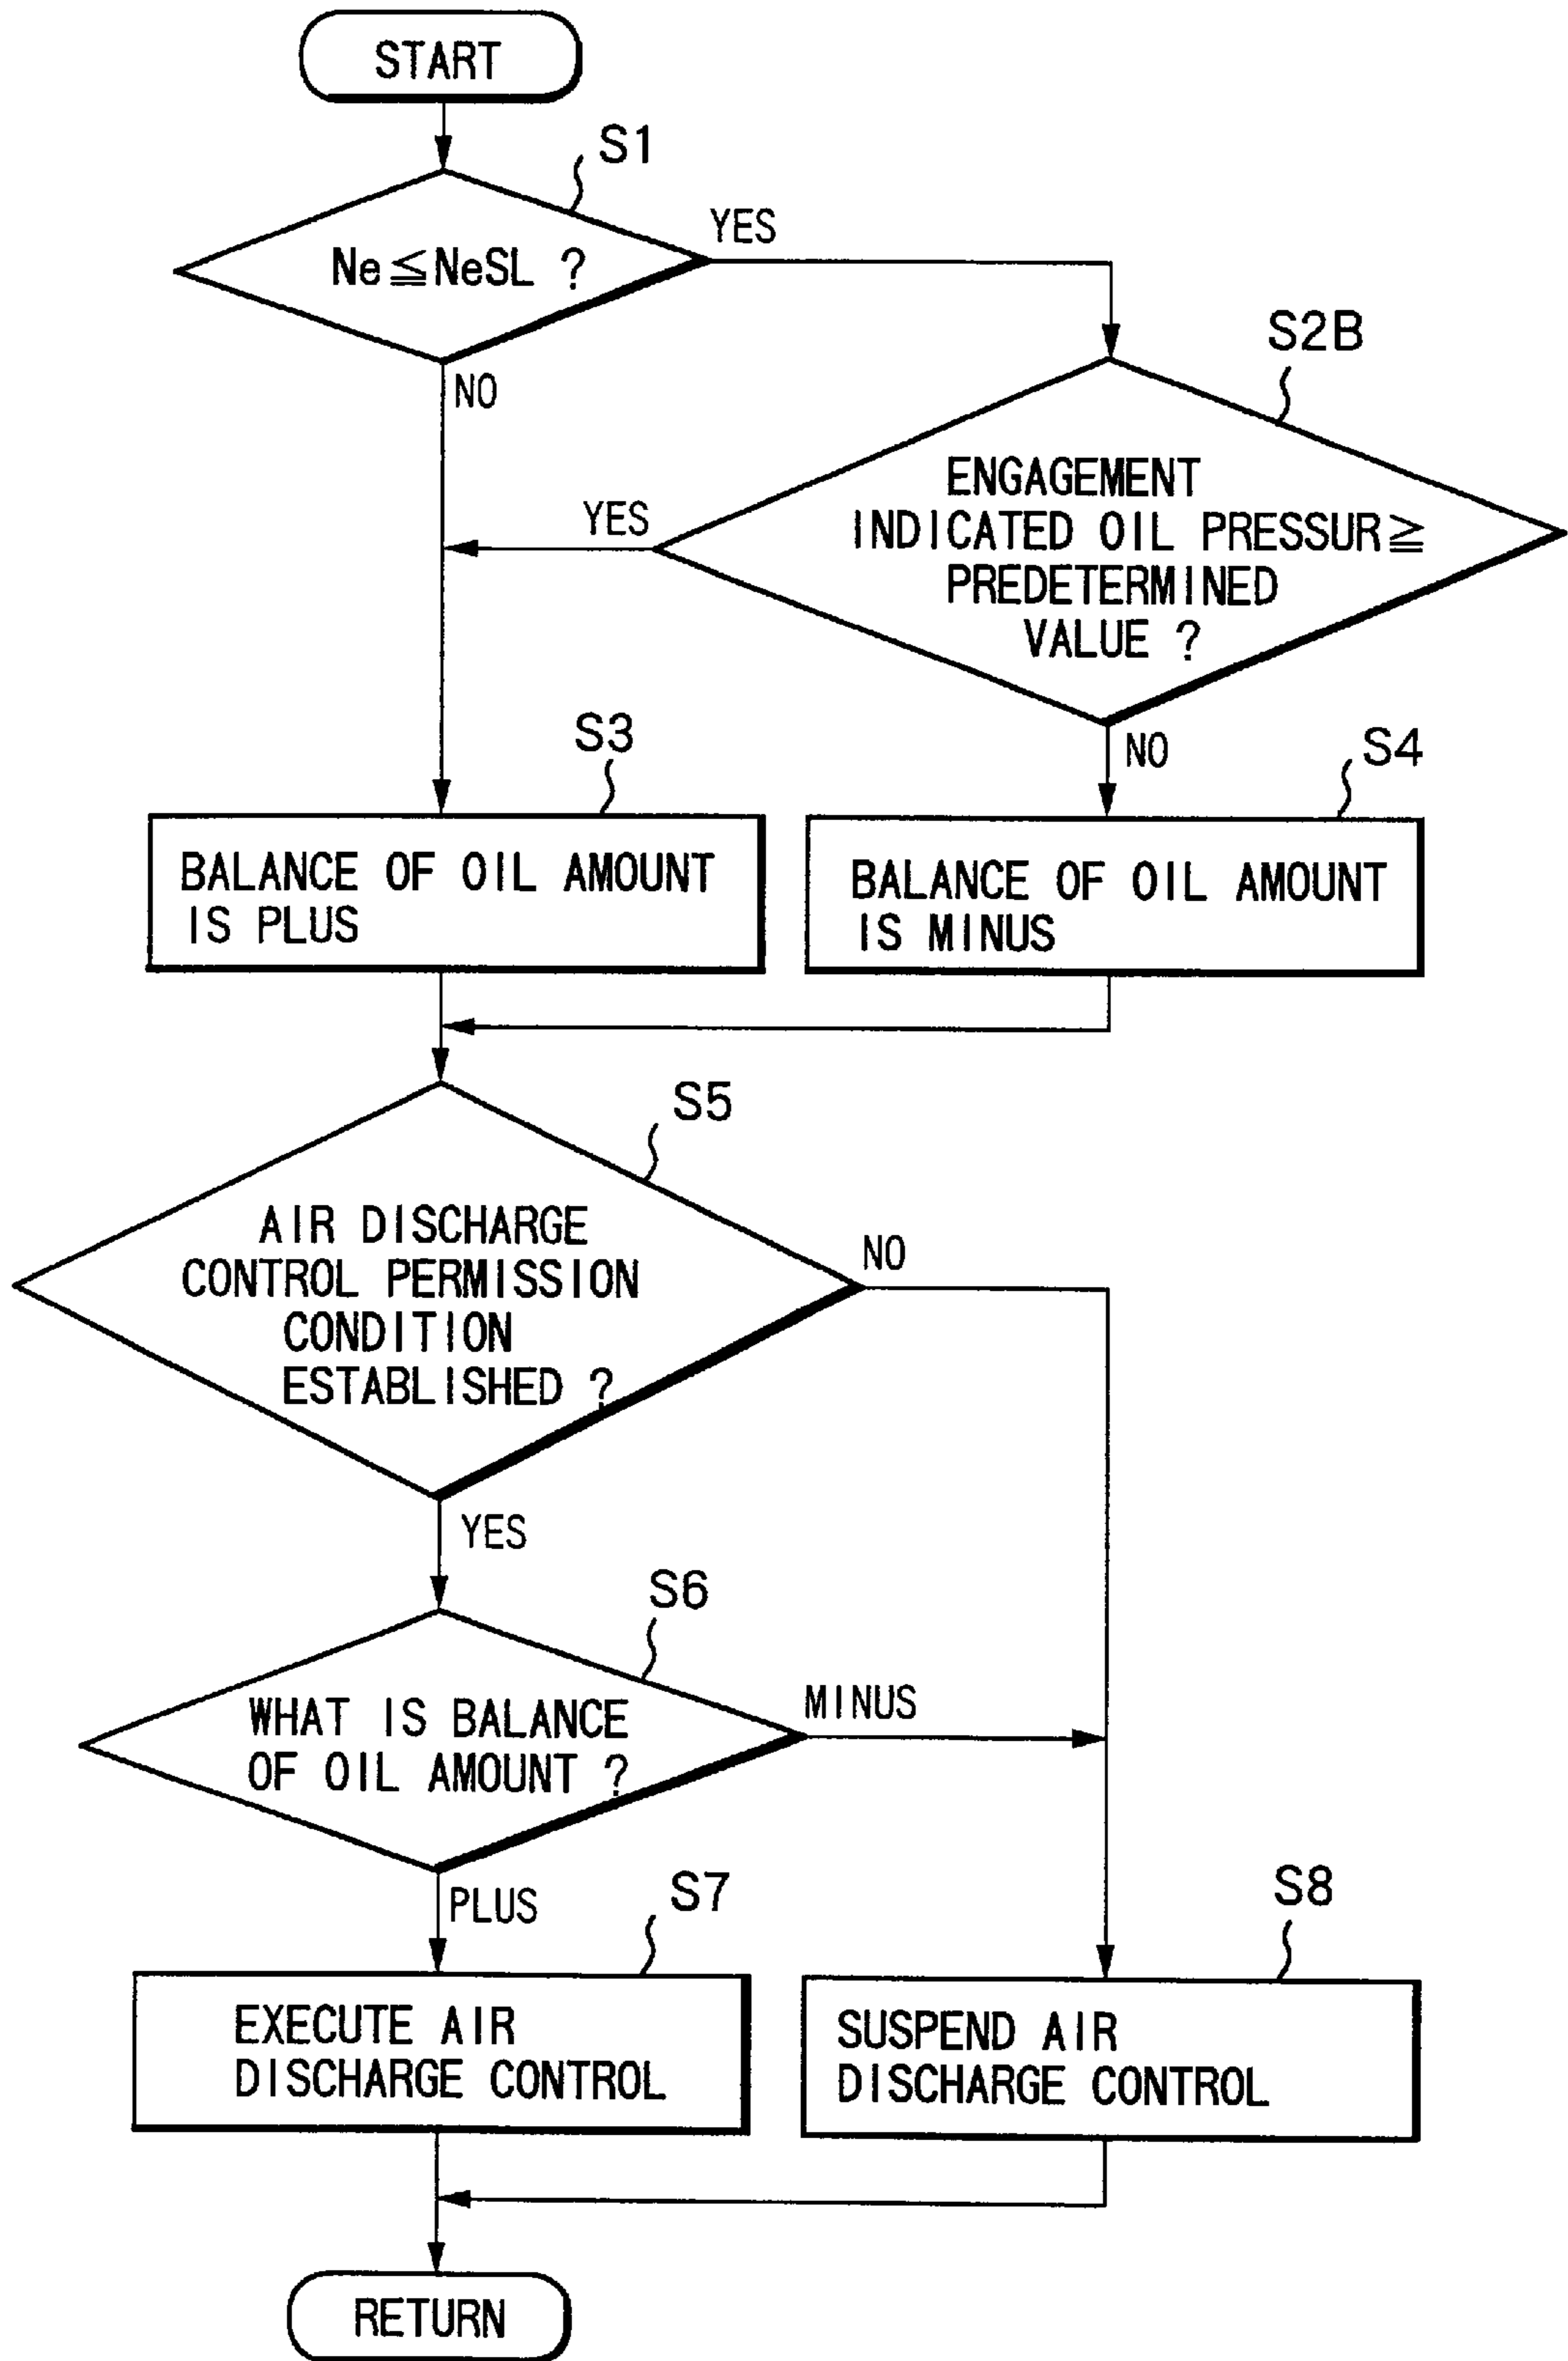 START
S1
Ne≦NeSL ?
YES
NO
S2B
ENGAGEMENT
INDICATED OIL PRESSUR≧
PREDETERMINED
VALUE ?
YES
NO
S3
BALANCE OF OIL AMOUNT
IS PLUS
S4
BALANCE OF OIL AMOUNT
IS MINUS
S5
AIR DISCHARGE
CONTROL PERMISSION
CONDITION
ESTABLISHED ?
NO
YES
S6
WHAT IS BALANCE
OF OIL AMOUNT ?
MINUS
PLUS
S7
EXECUTE AIR
DISCHARGE CONTROL
S8
SUSPEND AIR
DISCHARGE CONTROL
RETURN